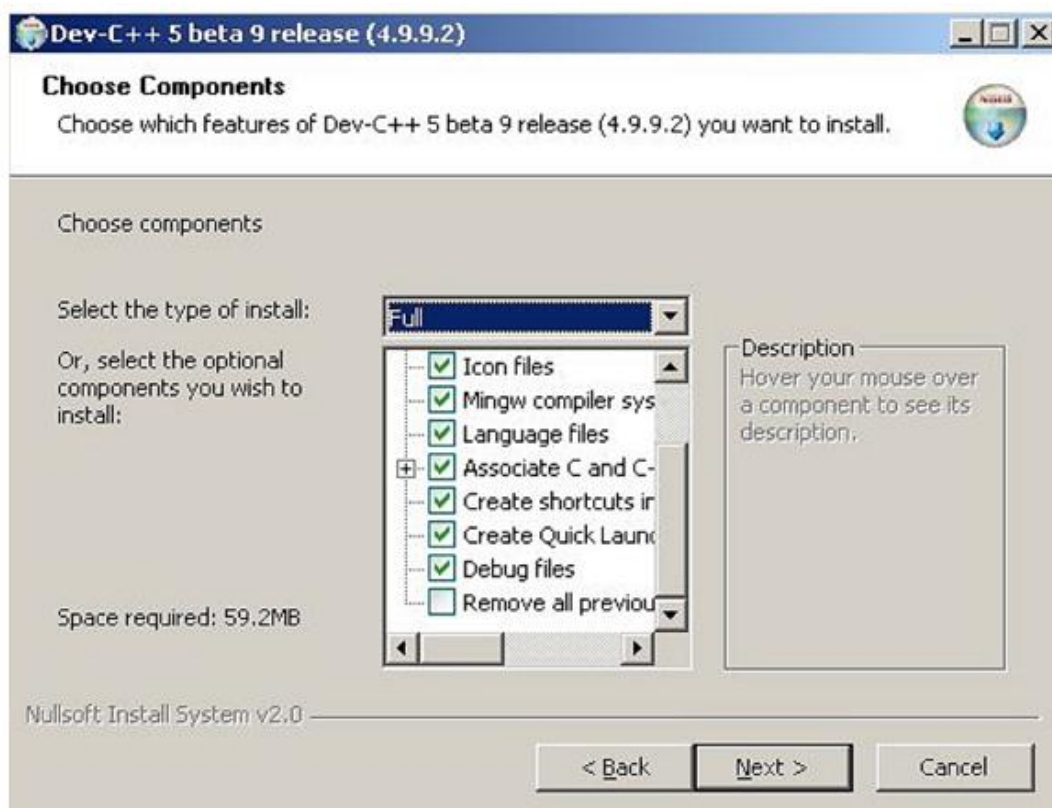 Dev-C++ 5 beta 9 release (4.9.9.2)
Choose Components
Choose which features of Dev-C++ 5 beta 9 release (4.9.9.2) you want to install.
Choose components
Select the type of install:
Full
Or, select the optional
components you wish to
install:
Icon files
Mingw compiler sys
Language files
Associate C and C-
Create shortcuts in
Create Quick Launc
Debug files
Remove all previou
Description
Hover your mouse over
a component to see its
description.
Space required: 59.2MB
Nullsoft Install System v2.0
< Back
Next >
Cancel